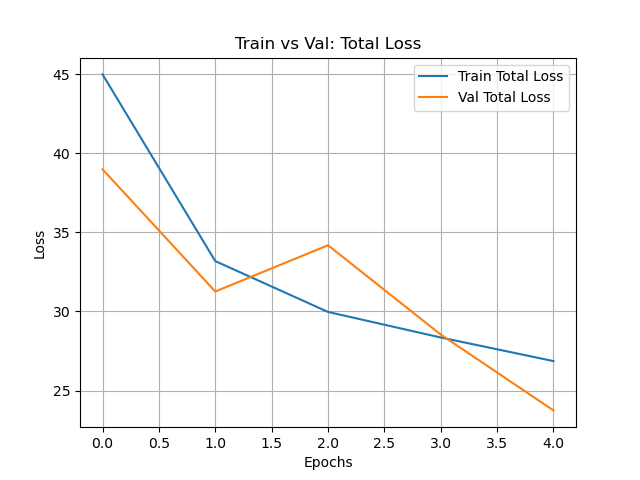 Train vs Val: Total Loss
Train Total Loss
Val Total Loss
45
40
35
30
25
Loss
0.0 0.5 1.0 1.5 2.0 2.5 3.0 3.5 4.0
Epochs